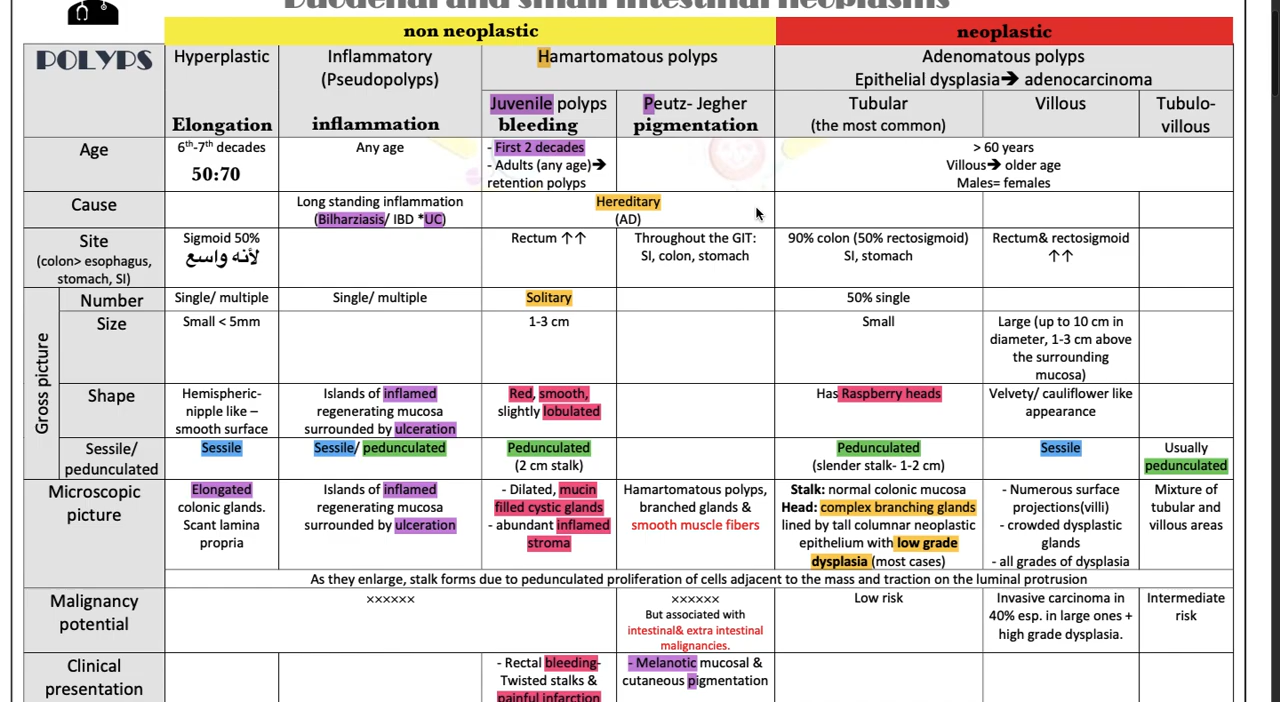 Duodenal and small intestinal neoplasms
non neoplastic
neoplastic
POLYPS
Hyperplastic
Elongation
Inflammatory
(Pseudopolyps)
inflammation
Hamartomatous polyps
Adenomatous polyps
Epithelial dysplasia➔ adenocarcinoma
Juvenile polyps
bleeding
Peutz- Jegher
pigmentation
Tubular
(the most common)
Villous
Tubulo-
villous
Age
6th-7th decades
50:70
Any age
- First 2 decades
- Adults (any age)➔
retention polyps
> 60 years
Villous➔ older age
Males= females
Cause
Long standing inflammation
(Bilharziasis/ IBD *UC)
Hereditary
(AD)
Site
(colon> esophagus,
stomach, SI)
Sigmoid 50%
لأنه واسع
Rectum ↑↑
Throughout the GIT:
SI, colon, stomach
90% colon (50% rectosigmoid)
SI, stomach
Rectum& rectosigmoid
↑↑
Gross picture
Number
Single/ multiple
Single/ multiple
Solitary
50% single
Size
Small < 5mm
1-3 cm
Small
Large (up to 10 cm in
diameter, 1-3 cm above
the surrounding
mucosa)
Shape
Hemispheric-
nipple like –
smooth surface
Islands of inflamed
regenerating mucosa
surrounded by ulceration
Red, smooth,
slightly lobulated
Has Raspberry heads
Velvety/ cauliflower like
appearance
Sessile/
pedunculated
Sessile
Sessile/ pedunculated
Pedunculated
(2 cm stalk)
Pedunculated
(slender stalk- 1-2 cm)
Sessile
Usually
pedunculated
Microscopic
picture
Elongated
colonic glands.
Scant lamina
propria
Islands of inflamed
regenerating mucosa
surrounded by ulceration
- Dilated, mucin
filled cystic glands
- abundant inflamed
stroma
Hamartomatous polyps,
branched glands &
smooth muscle fibers
Stalk: normal colonic mucosa
Head: complex branching glands
lined by tall columnar neoplastic
epithelium with low grade
dysplasia (most cases)
- Numerous surface
projections(villi)
- crowded dysplastic
glands
- all grades of dysplasia
Mixture of
tubular and
villous areas
As they enlarge, stalk forms due to pedunculated proliferation of cells adjacent to the mass and traction on the luminal protrusion
Malignancy
potential
××××××
××××××
But associated with
intestinal& extra intestinal
malignancies.
Low risk
Invasive carcinoma in
40% esp. in large ones +
high grade dysplasia.
Intermediate
risk
Clinical
presentation
- Rectal bleeding-
Twisted stalks &
painful infarction
- Melanotic mucosal &
cutaneous pigmentation